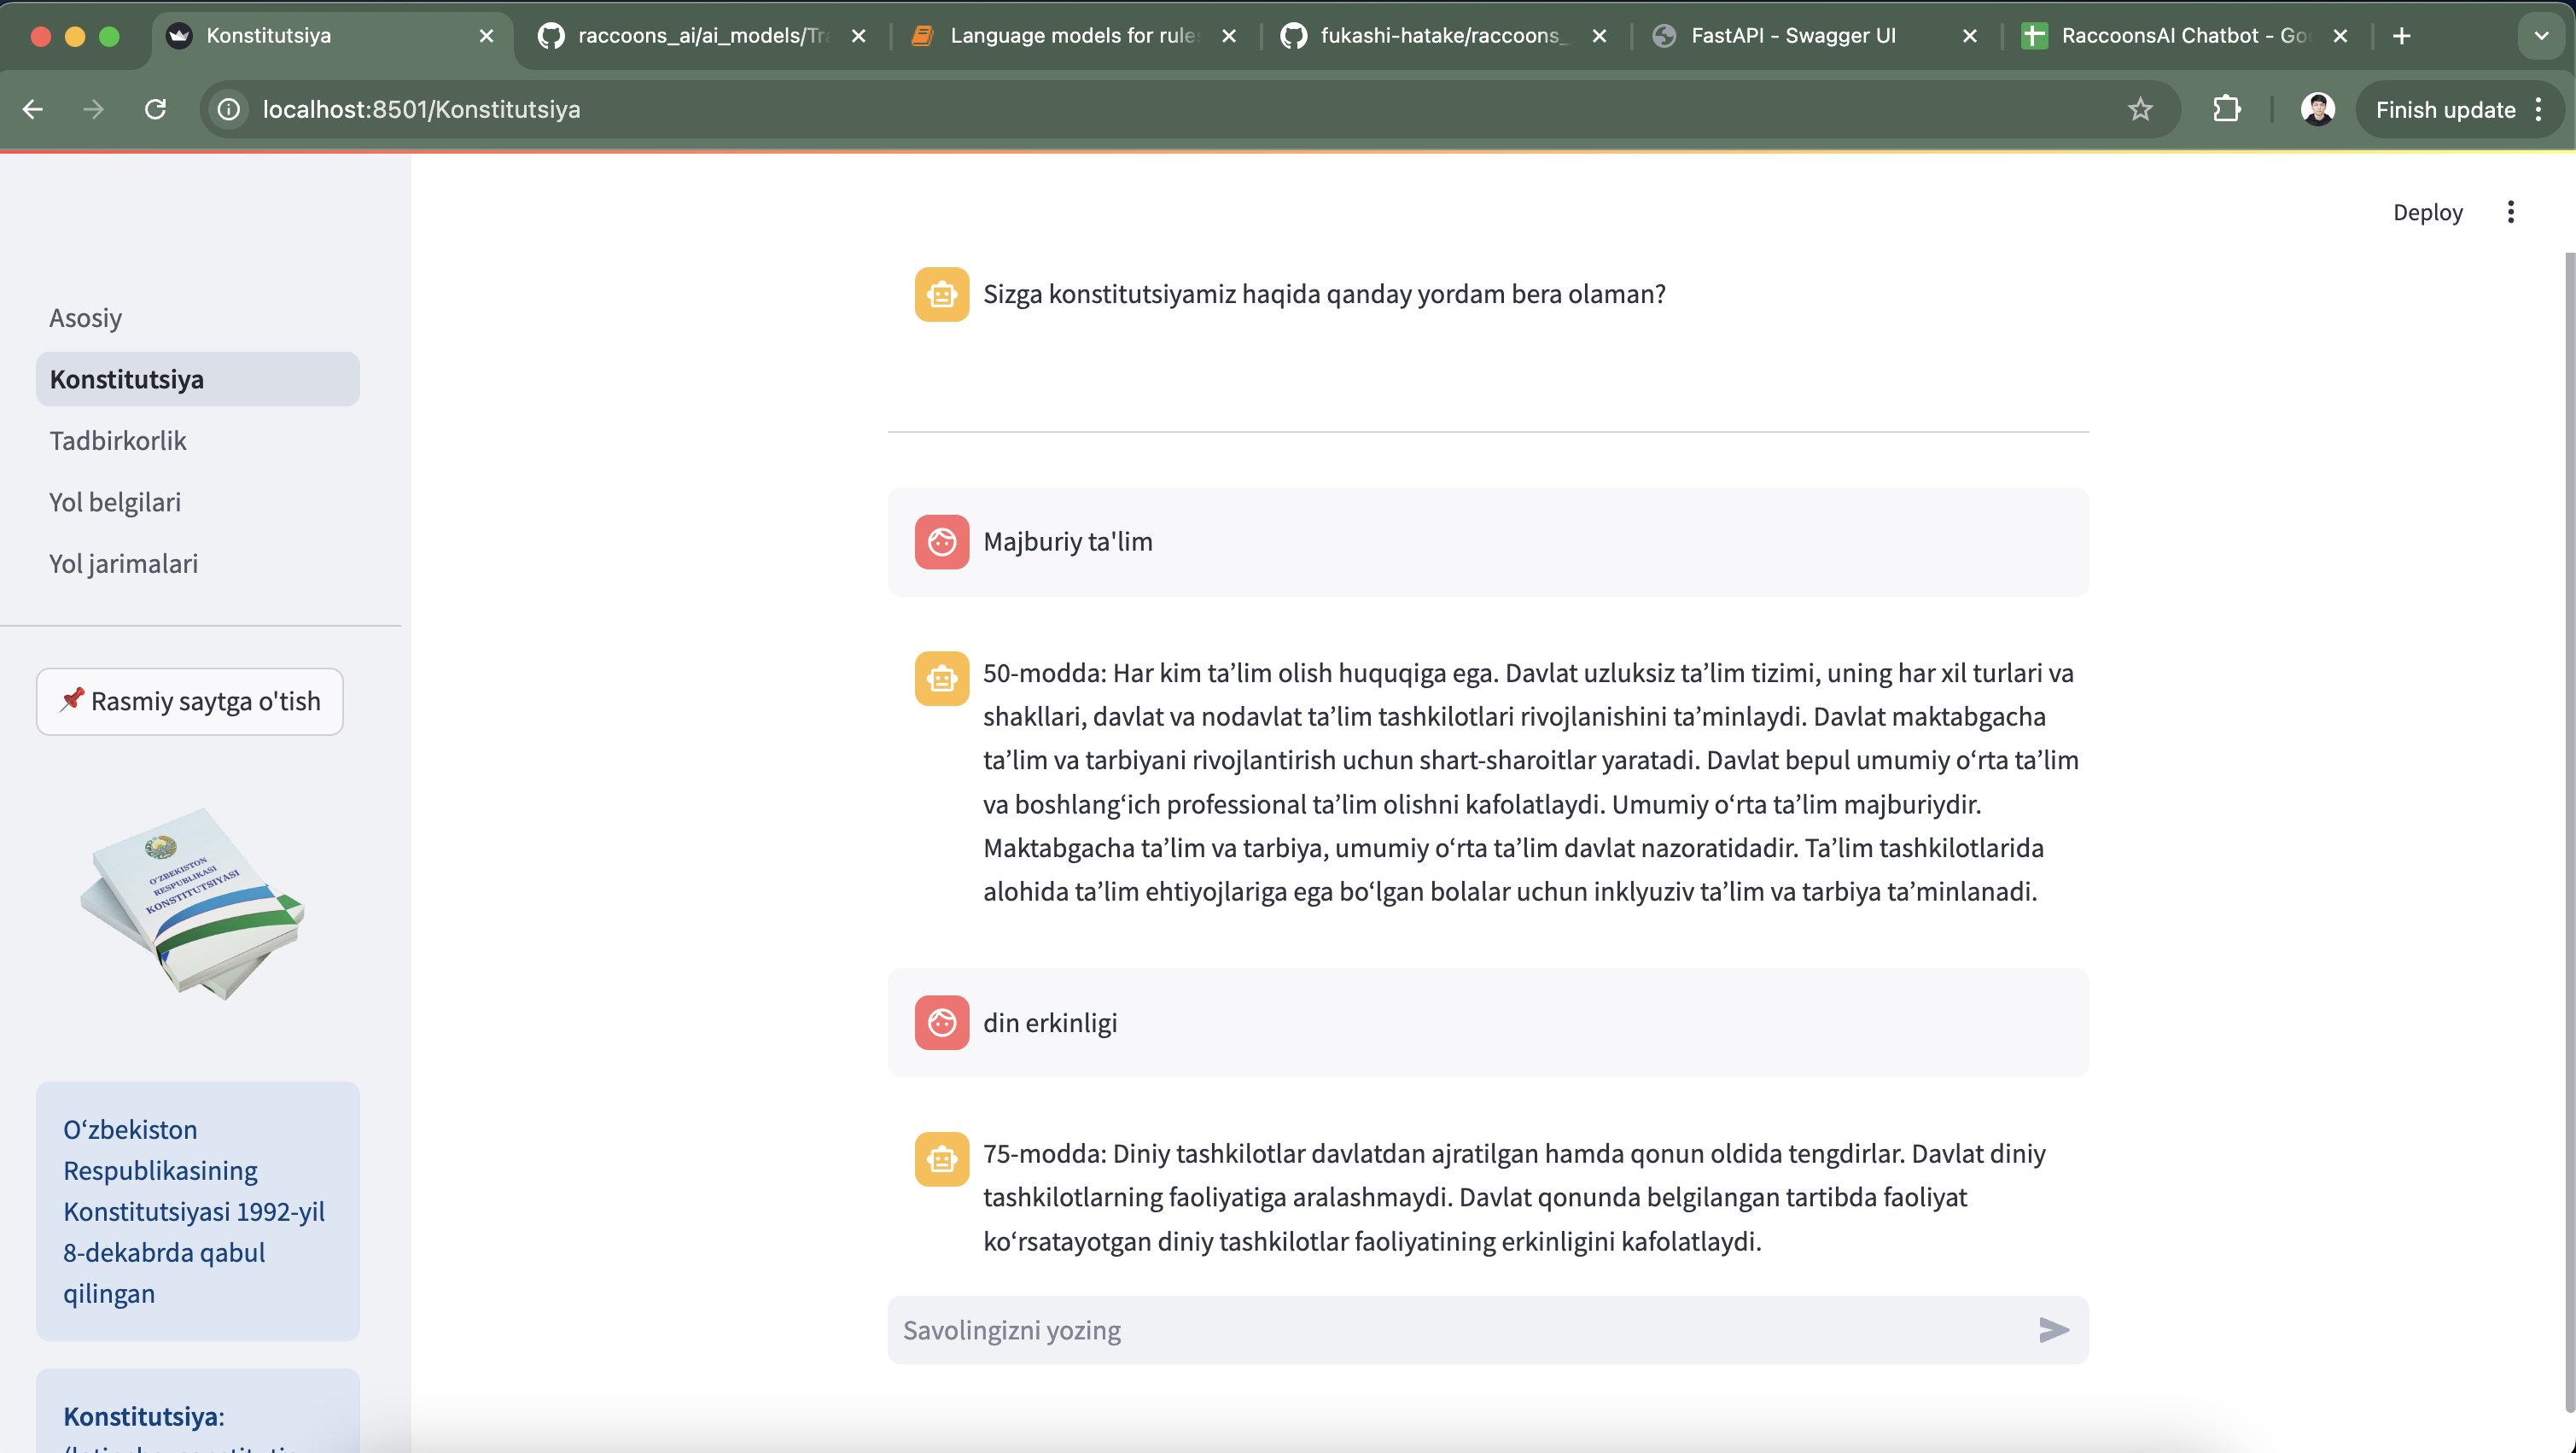 Konstitutsiya
raccoons_ai/ai_models/Tra
Language models for rule
fukashi-hatake/raccoons_
FastAPI - Swagger UI
RaccoonsAI Chatbot - Go
localhost:8501/Konstitutsiya
Finish update
Deploy
Asosiy
Konstitutsiya
Tadbirkorlik
Yol belgilari
Yol jarimalari
Rasmiy saytga o'tish
O‘ZBEKISTON
RESPUBLIKASI
KONSTITUTSIYASI
O‘zbekiston
Respublikasining
Konstitutsiyasi 1992-yil
8-dekabrda qabul
qilingan
Konstitutsiya:
Sizga konstitutsiyamiz haqida qanday yordam bera olaman?
Majburiy ta'lim
50-modda: Har kim ta’lim olish huquqiga ega. Davlat uzluksiz ta’lim tizimi, uning har xil turlari va
shakllari, davlat va nodavlat ta’lim tashkilotlari rivojlanishini ta’minlaydi. Davlat maktabgacha
ta’lim va tarbiyani rivojlantirish uchun shart-sharoitlar yaratadi. Davlat bepul umumiy o‘rta ta’lim
va boshlang‘ich professional ta’lim olishni kafolatlaydi. Umumiy o‘rta ta’lim majburiydir.
Maktabgacha ta’lim va tarbiya, umumiy o‘rta ta’lim davlat nazoratidadir. Ta’lim tashkilotlarida
alohida ta’lim ehtiyojlariga ega bo‘lgan bolalar uchun inklyuziv ta’lim va tarbiya ta’minlanadi.
din erkinligi
75-modda: Diniy tashkilotlar davlatdan ajratilgan hamda qonun oldida tengdirlar. Davlat diniy
tashkilotlarning faoliyatiga aralashmaydi. Davlat qonunda belgilangan tartibda faoliyat
ko‘rsatayotgan diniy tashkilotlar faoliyatining erkinligini kafolatlaydi.
Savolingizni yozing